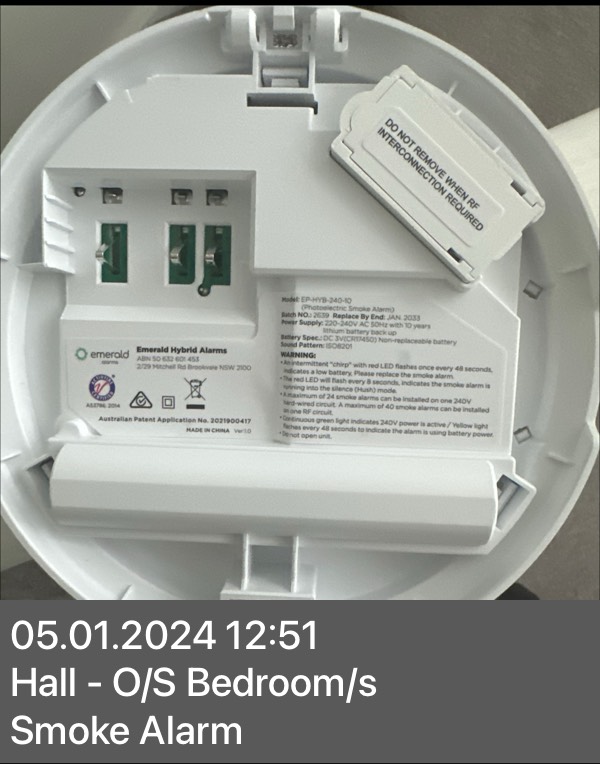 DO NOT REMOVE WHEN RF
INTERCONNECTION REQUIRED
Model: EP-HYB-240-10
(Photoelectric Smoke Alarm)
Batch NO.: 2639 Replace By End: JAN. 2033
Power Supply: 220-240V AC 50Hz with 10 years
lithium battery back up
Battery Spec.: DC 3V(CR17450) Non-replaceable battery
Sound Pattern: ISO8201
WARNING:
• An intermittent "chirp" with red LED flashes once every 48 seconds,
indicates a low battery, Please replace the smoke alarm.
• The red LED will flash every 8 seconds, indicates the smoke alarm is
running into the silence (Hush) mode.
• A maximum of 24 smoke alarms can be installed on one 240V
hard-wired circuit. A maximum of 40 smoke alarms can be installed
in one RF circuit.
• Continuous green light indicates 240V power is active / Yellow light
flashes every 48 seconds to indicate the alarm is using battery power.
• Do not open unit.
emerald
alarms
Emerald Hybrid Alarms
ABN 50 632 601 453
2/29 Mitchell Rd Brookvale NSW 2100
AS3786:2014
Australian Patent Application No. 2021900417
MADE IN CHINA Ver1.0
05.01.2024 12:51
Hall - O/S Bedroom/s
Smoke Alarm